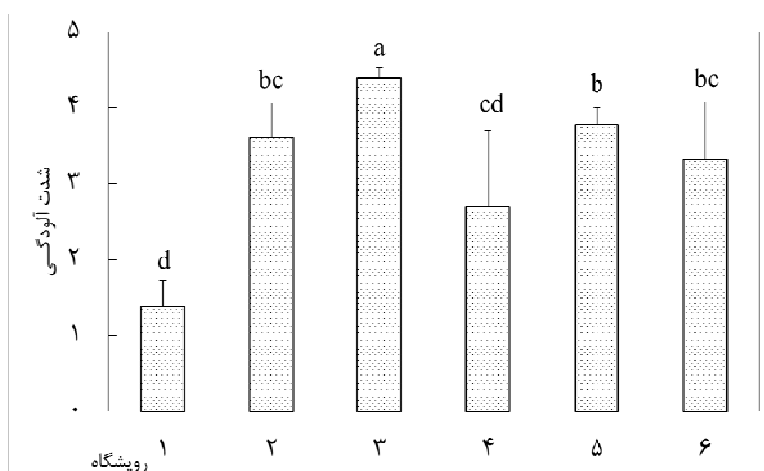 ۵
۴
۳
۲
۱
۰
شدت آلودگی
d
bc
a
cd
b
bc
۱ ۲ ۳ ۴ ۵ ۶
رویشگاه